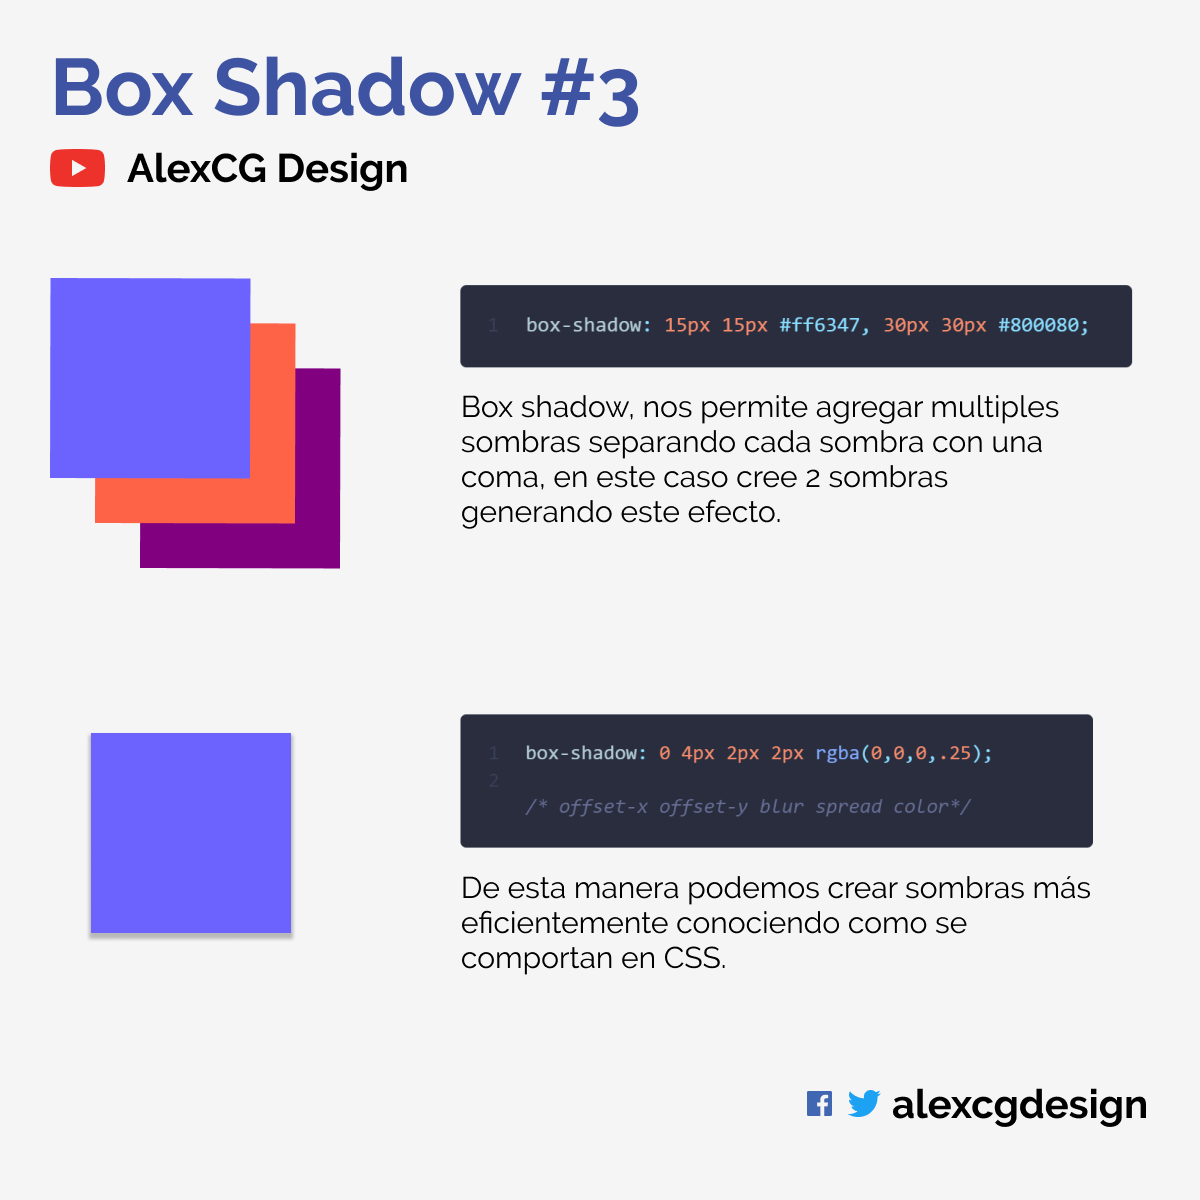 Box Shadow #3
AlexCG Design
1 box-shadow: 15px 15px #ff6347, 30px 30px #800080;
Box shadow, nos permite agregar multiples
sombras separando cada sombra con una
coma, en este caso cree 2 sombras
generando este efecto.
1 box-shadow: 0 4px 2px 2px rgba(0,0,0,.25);
2
/* offset-x offset-y blur spread color*/
De esta manera podemos crear sombras más
eficientemente conociendo como se
comportan en CSS.
alexcgdesign